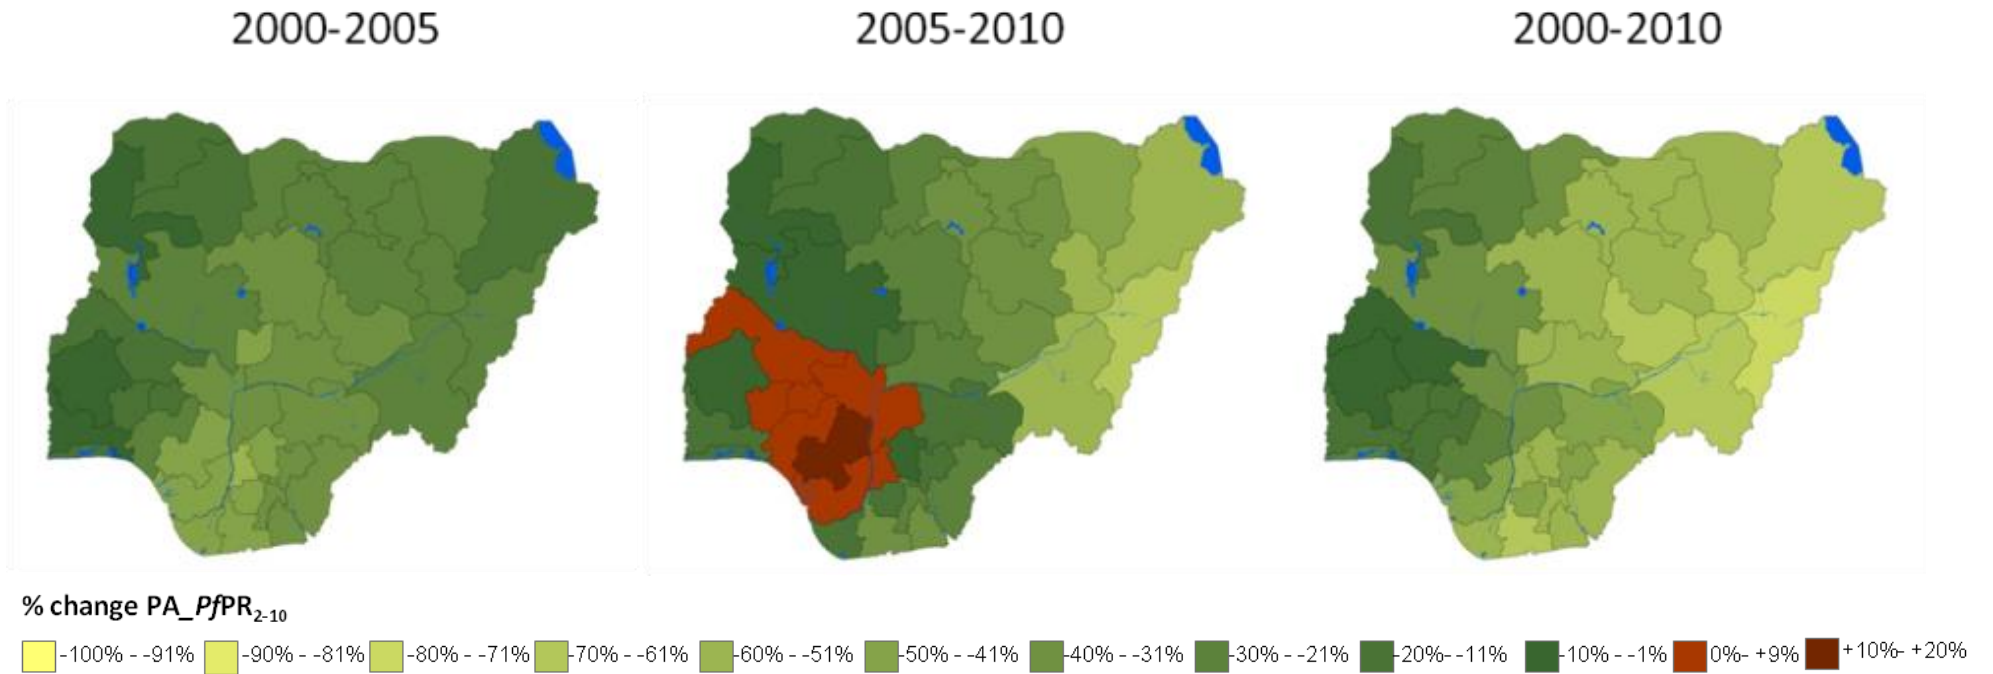 2000-2005 2005-2010 2000-2010
% change PA_PfPR2-10
-100% - -91% -90% - -81% -80% - -71% -70% - -61% -60% - -51% -50% - -41% -40% - -31% -30% - -21% -20%- -11% -10% - -1% 0%- +9% +10%- +20%